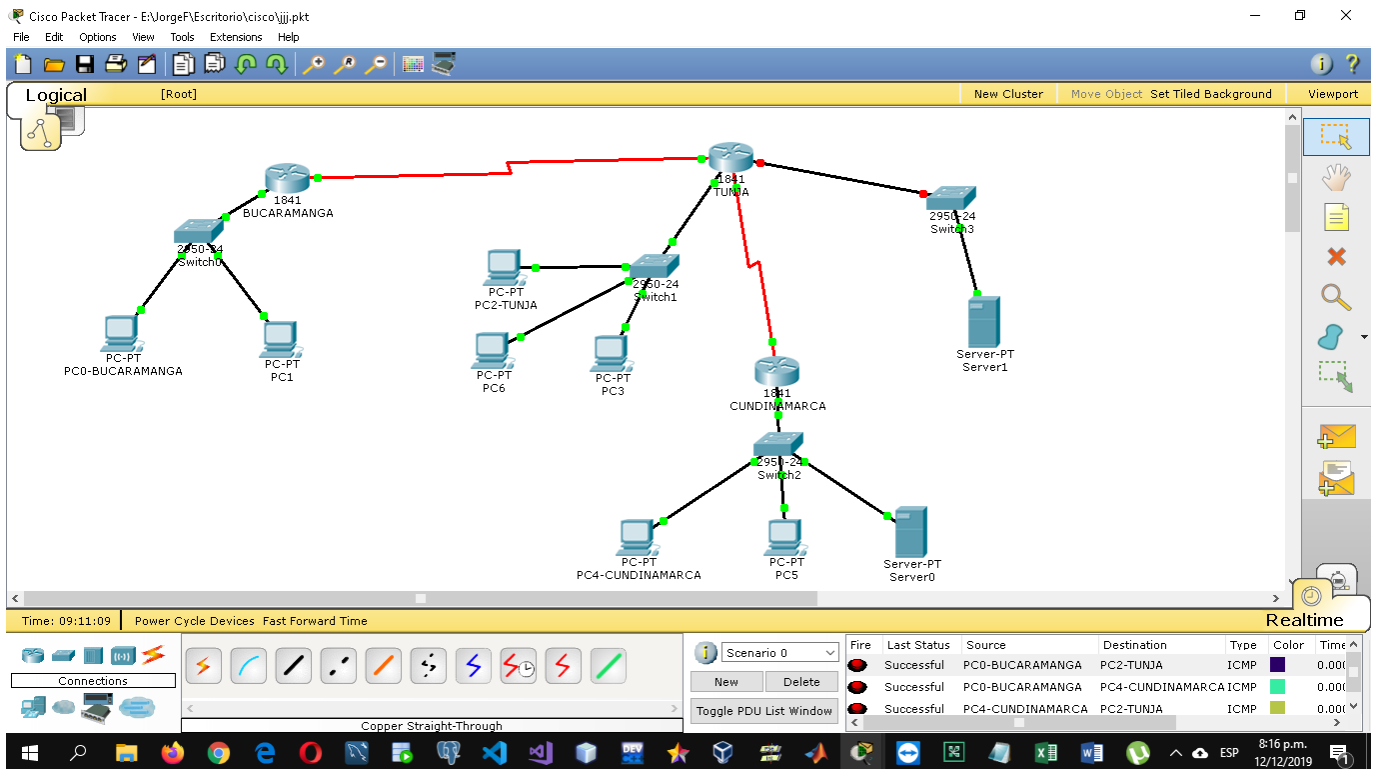 Cisco Packet Tracer - E:\JorgeF\Escritorio\cisco\jjj.pkt
File Edit Options View Tools Extensions Help
Logical [Root] New Cluster Move Object Set Tiled Background Viewport
1841
BUCARAMANGA
2950-24
Switch0
PC-PT
PC0-BUCARAMANGA
PC-PT
PC1
1841
TUNJA
2950-24
Switch3
PC-PT
PC2-TUNJA
2950-24
Switch1
PC-PT
PC6
PC-PT
PC3
Server-PT
Server1
1841
CUNDINAMARCA
2950-24
Switch2
PC-PT
PC4-CUNDINAMARCA
PC-PT
PC5
Server-PT
Server0
Time: 09:11:09 Power Cycle Devices Fast Forward Time Realtime
Connections
Copper Straight-Through
Scenario 0
New Delete
Toggle PDU List Window
Fire Last Status Source Destination Type Color Time
Successful PC0-BUCARAMANGA PC2-TUNJA ICMP 0.000
Successful PC0-BUCARAMANGA PC4-CUNDINAMARCA ICMP 0.000
Successful PC4-CUNDINAMARCA PC2-TUNJA ICMP 0.000
DEV
ESP
8:16 p.m.
12/12/2019
1